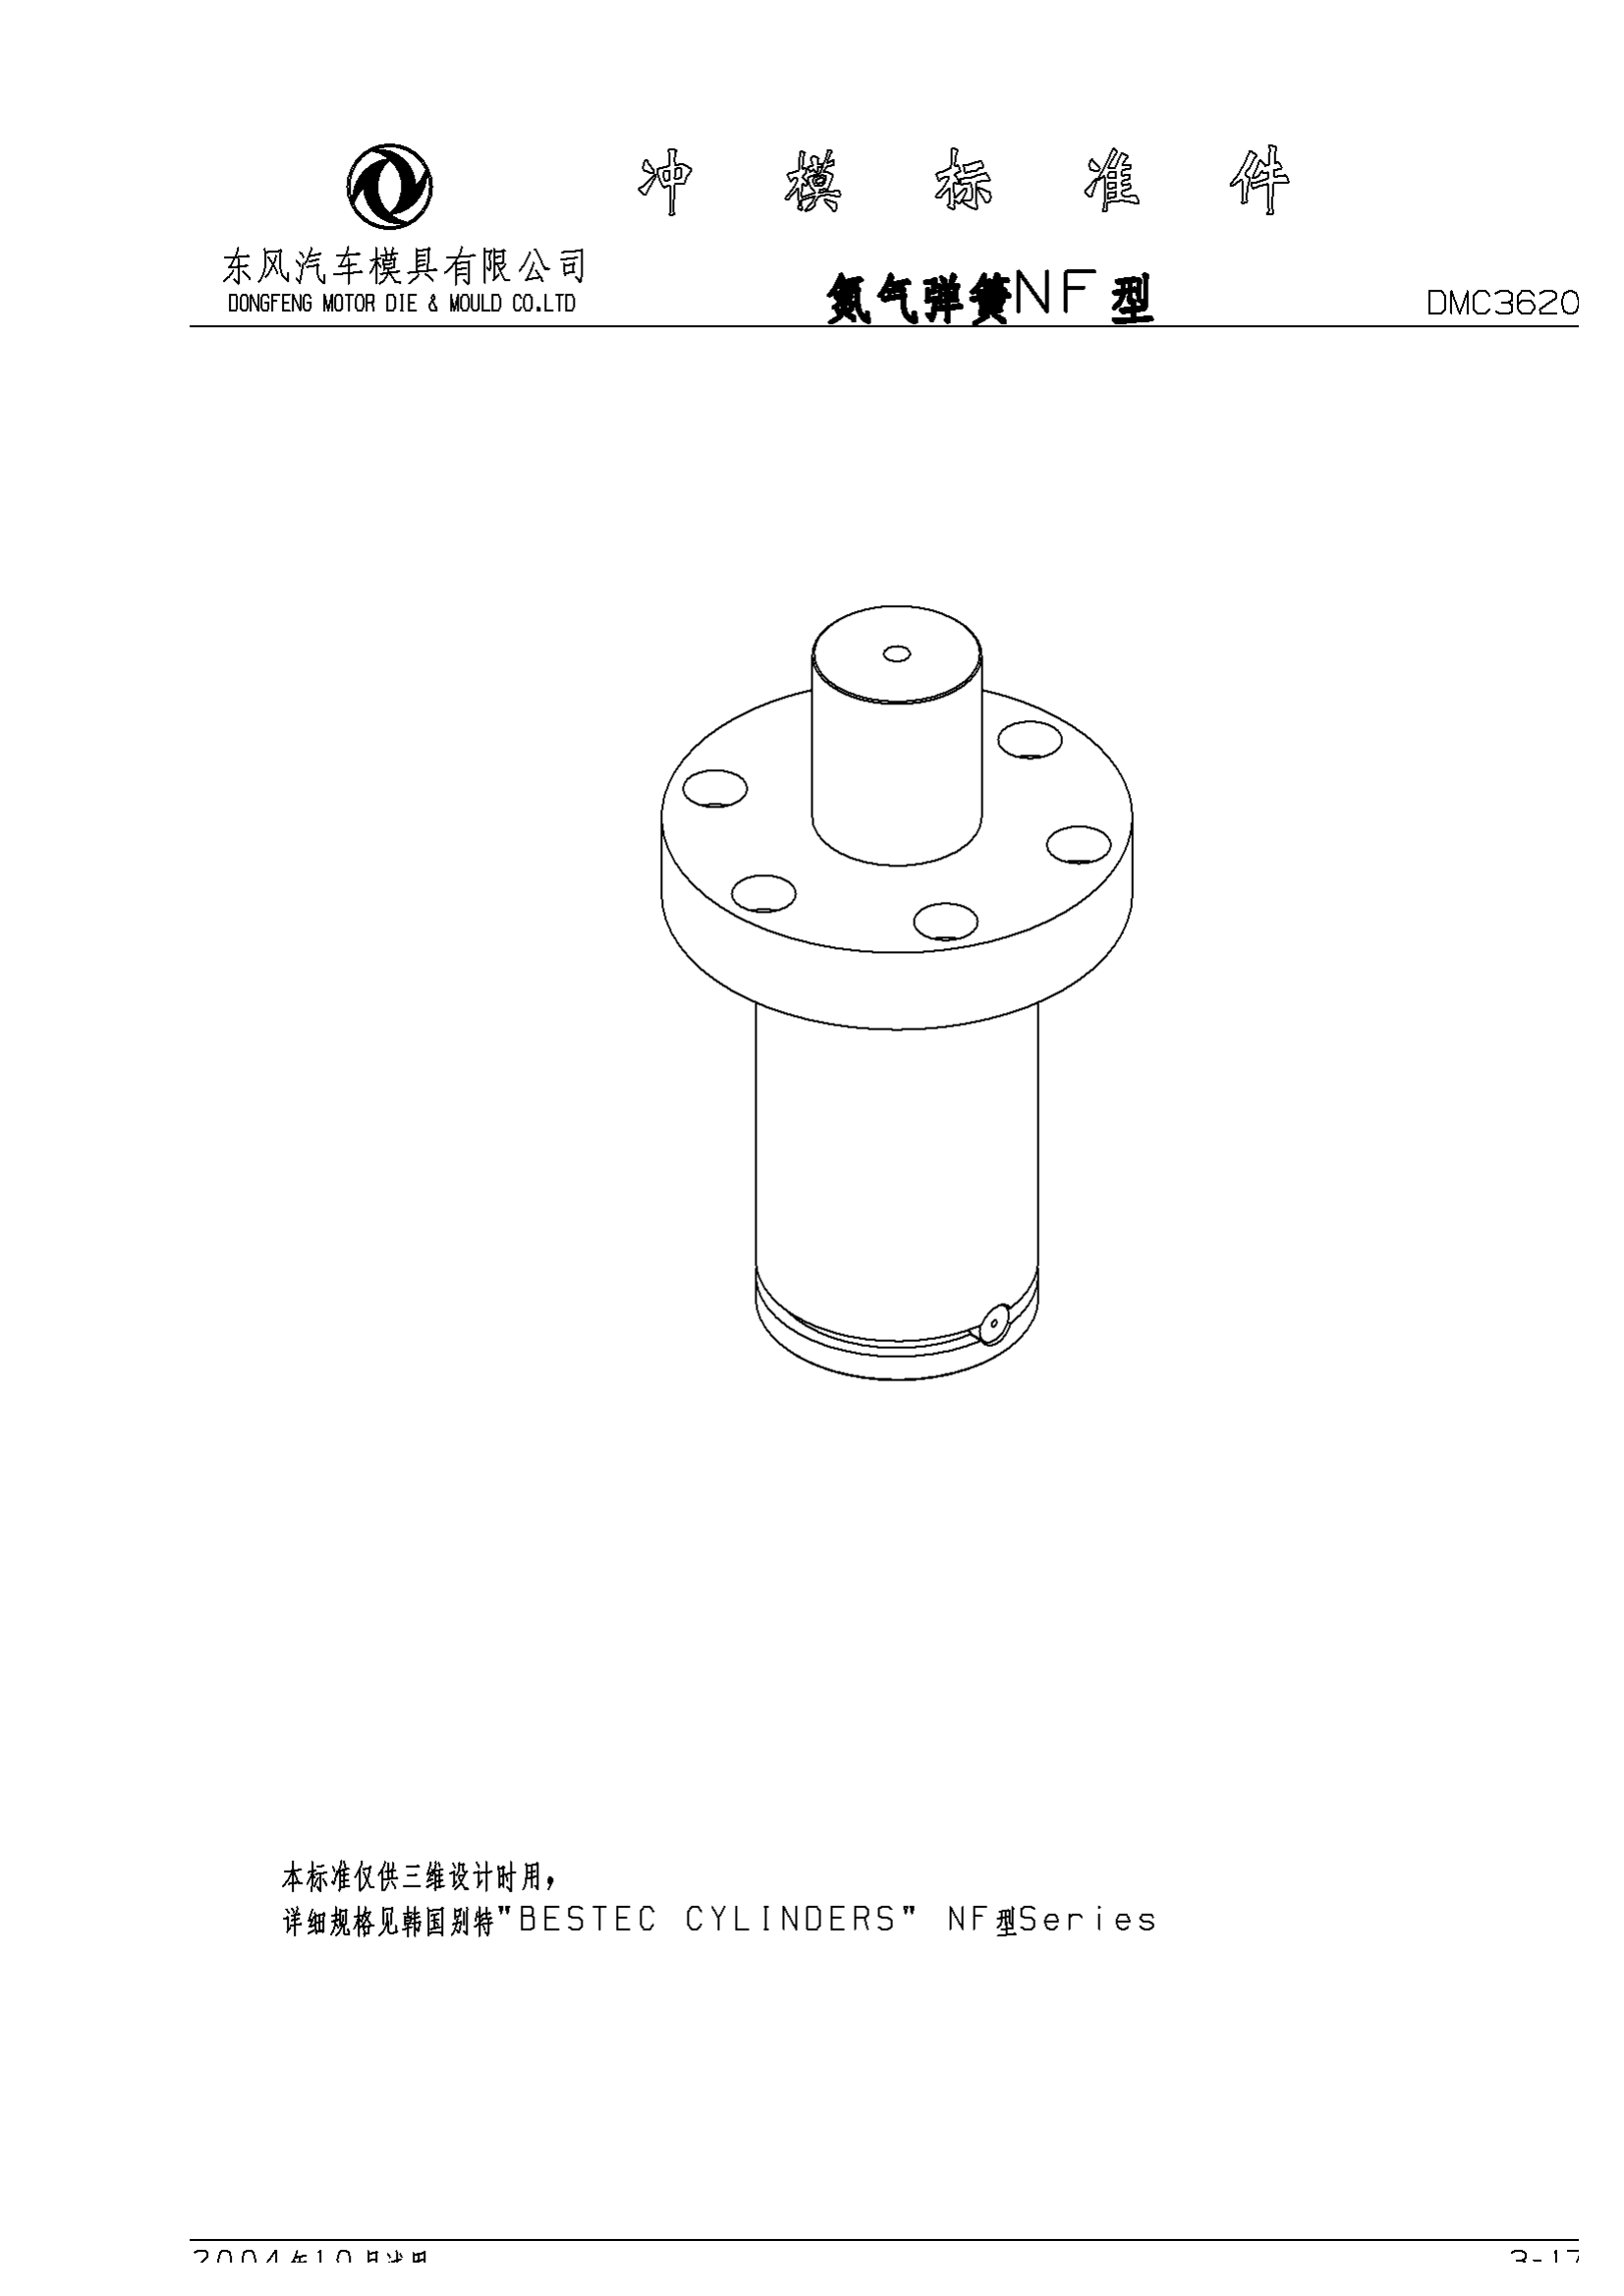 冲模标准件
东风汽车模具有限公司
DONGFENG MOTOR DIE & MOULD CO.LTD
氮气弹簧NF型
DMC3620
本标准仅供三维设计时用，
详细规格见韩国别特"BESTEC CYLINDERS" NF型Series
2004年10月
3-17